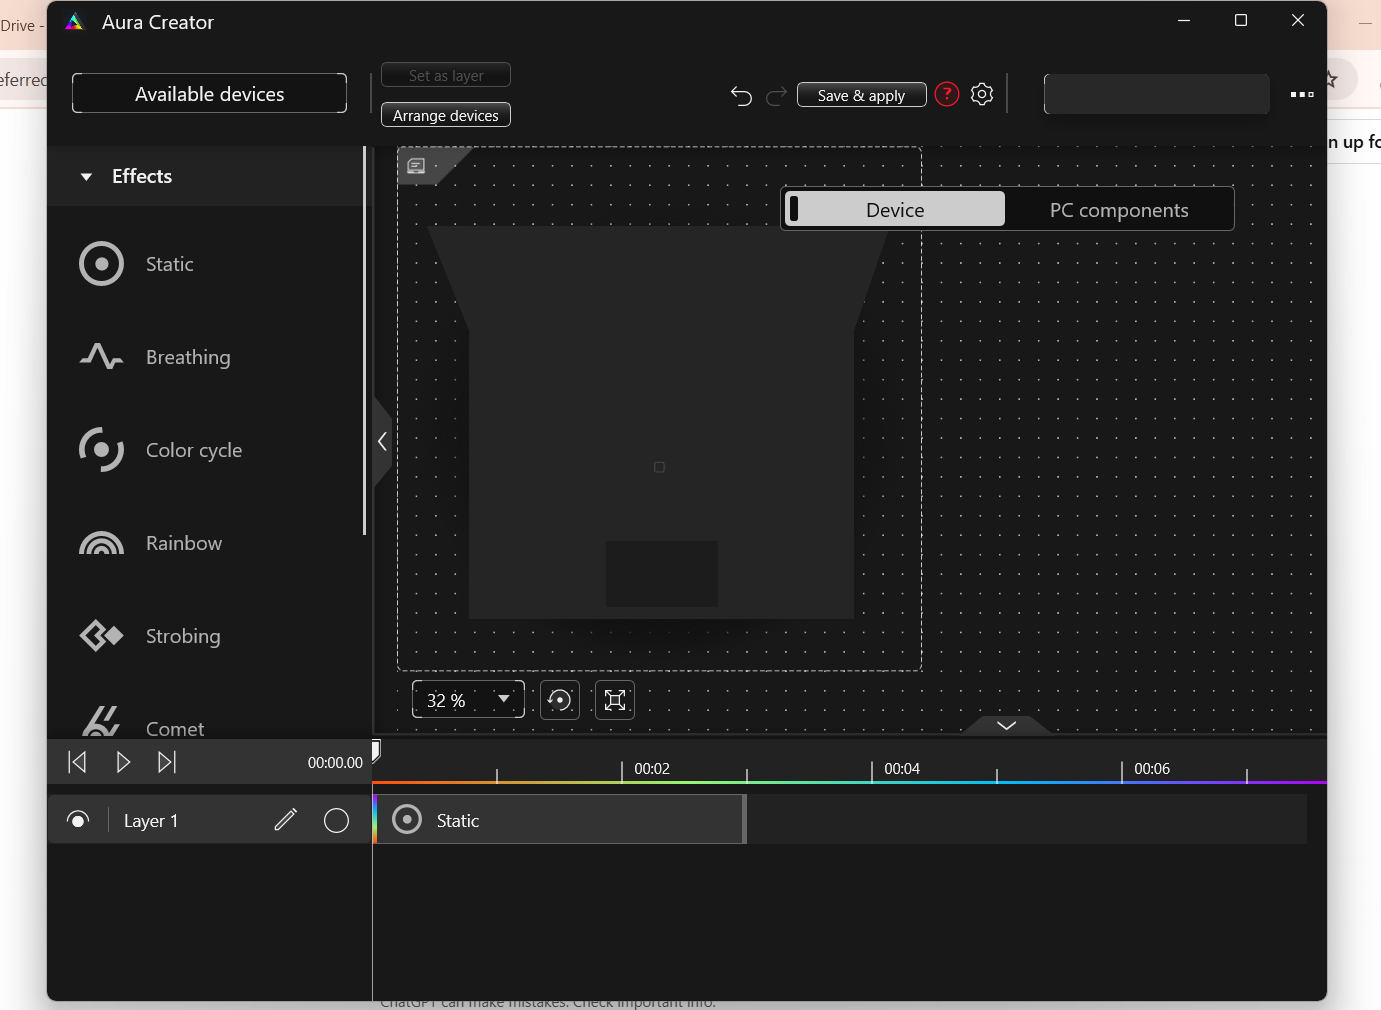 Drive -
Aura Creator
eferred
Available devices
Set as layer
Arrange devices
Save & apply
?
n up fo
Effects
Device
PC components
Static
Breathing
Color cycle
Rainbow
Strobing
Comet
32 %
00:00.00
00:02
00:04
00:06
Layer 1
Static
ChatGPT can make mistakes. Check important info.